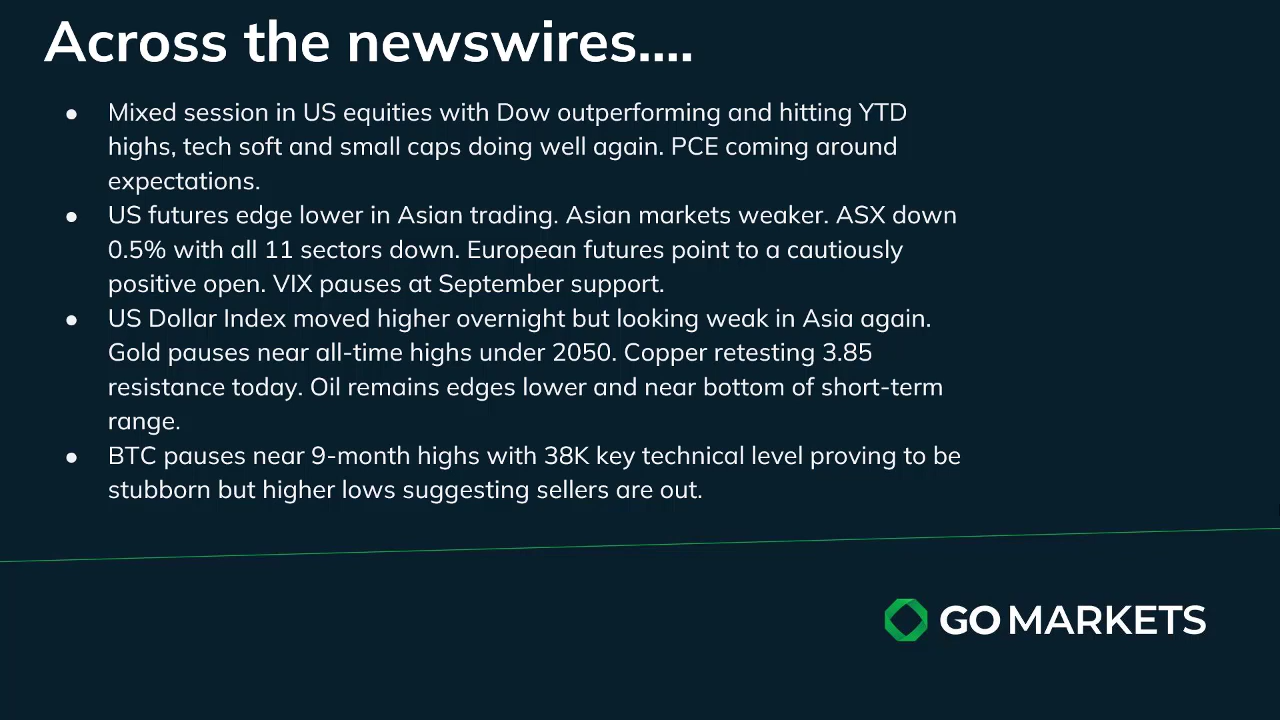 Across the newswires....
● Mixed session in US equities with Dow outperforming and hitting YTD
highs, tech soft and small caps doing well again. PCE coming around
expectations.
● US futures edge lower in Asian trading. Asian markets weaker. ASX down
0.5% with all 11 sectors down. European futures point to a cautiously
positive open. VIX pauses at September support.
● US Dollar Index moved higher overnight but looking weak in Asia again.
Gold pauses near all-time highs under 2050. Copper retesting 3.85
resistance today. Oil remains edges lower and near bottom of short-term
range.
● BTC pauses near 9-month highs with 38K key technical level proving to be
stubborn but higher lows suggesting sellers are out.
GO MARKETS